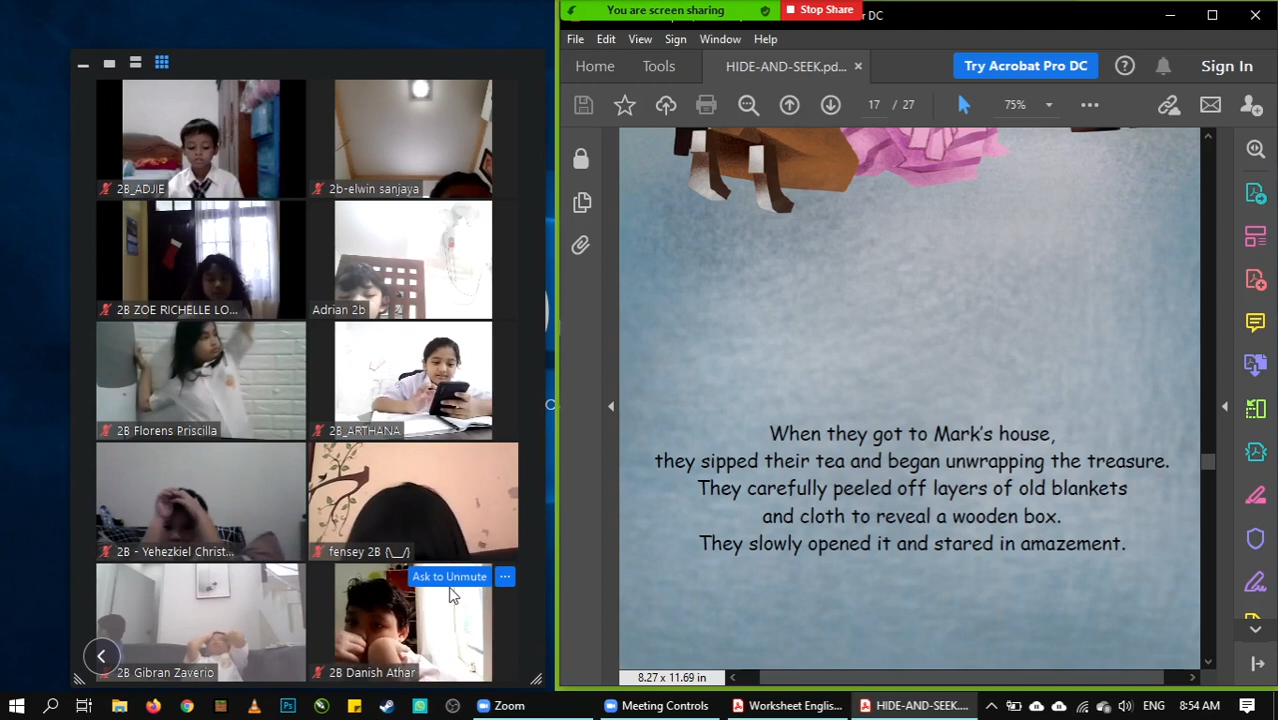 You are screen sharing
Stop Share
r DC
File Edit View Sign Window Help
Home Tools HIDE-AND-SEEK.pd... ×
Try Acrobat Pro DC
Sign In
17 / 27
75%
2B_ADJIE
2b-elwin sanjaya
2B ZOE RICHELLE LO...
Adrian 2b
2B Florens Priscilla
2B_ARTHANA
2B - Yehezkiel Christ...
fensey 2B {\__/}
Ask to Unmute
2B Gibran Zaverio
2B Danish Athar
When they got to Mark's house,
they sipped their tea and began unwrapping the treasure.
They carefully peeled off layers of old blankets
and cloth to reveal a wooden box.
They slowly opened it and stared in amazement.
8.27 x 11.69 in
Zoom
Meeting Controls
Worksheet Englis...
HIDE-AND-SEEK....
ENG
8:54 AM